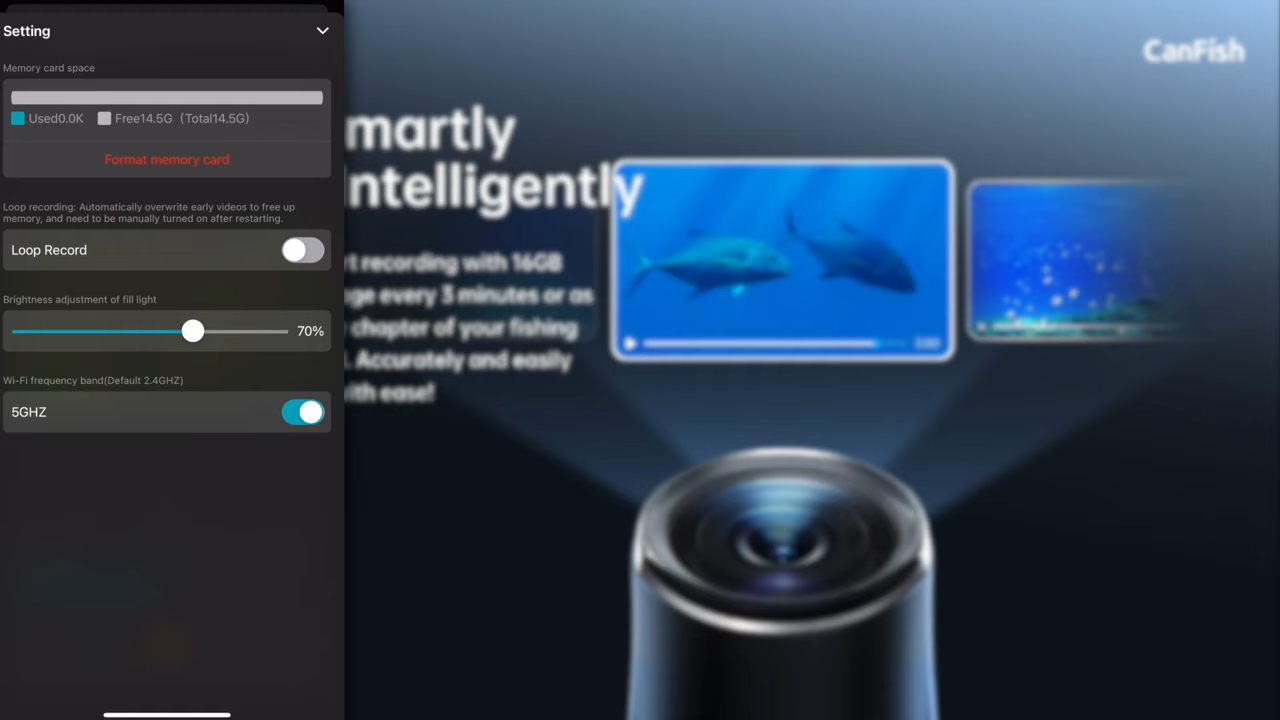 Setting
Memory card space
Used0.0K Free14.5G（Total14.5G）
Format memory card
Loop recording: Automatically overwrite early videos to free up
memory, and need to be manually turned on after restarting.
Loop Record
Brightness adjustment of fill light
70%
Wi-Fi frequency band(Default 2.4GHZ)
5GHZ
CanFish
martly
ntelligently
t recording with 16GB
ge every 3 minutes or as
chapter of your fishing
. Accurately and easily
ith ease!